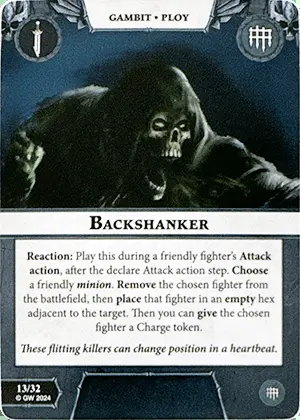 GAMBIT • PLOY
BACKSHANKER
Reaction: Play this during a friendly fighter's Attack
action, after the declare Attack action step. Choose
a friendly minion. Remove the chosen fighter from
the battlefield, then place that fighter in an empty hex
adjacent to the target. Then you can give the chosen
fighter a Charge token.
These flitting killers can change position in a heartbeat.
13/32
© GW 2024